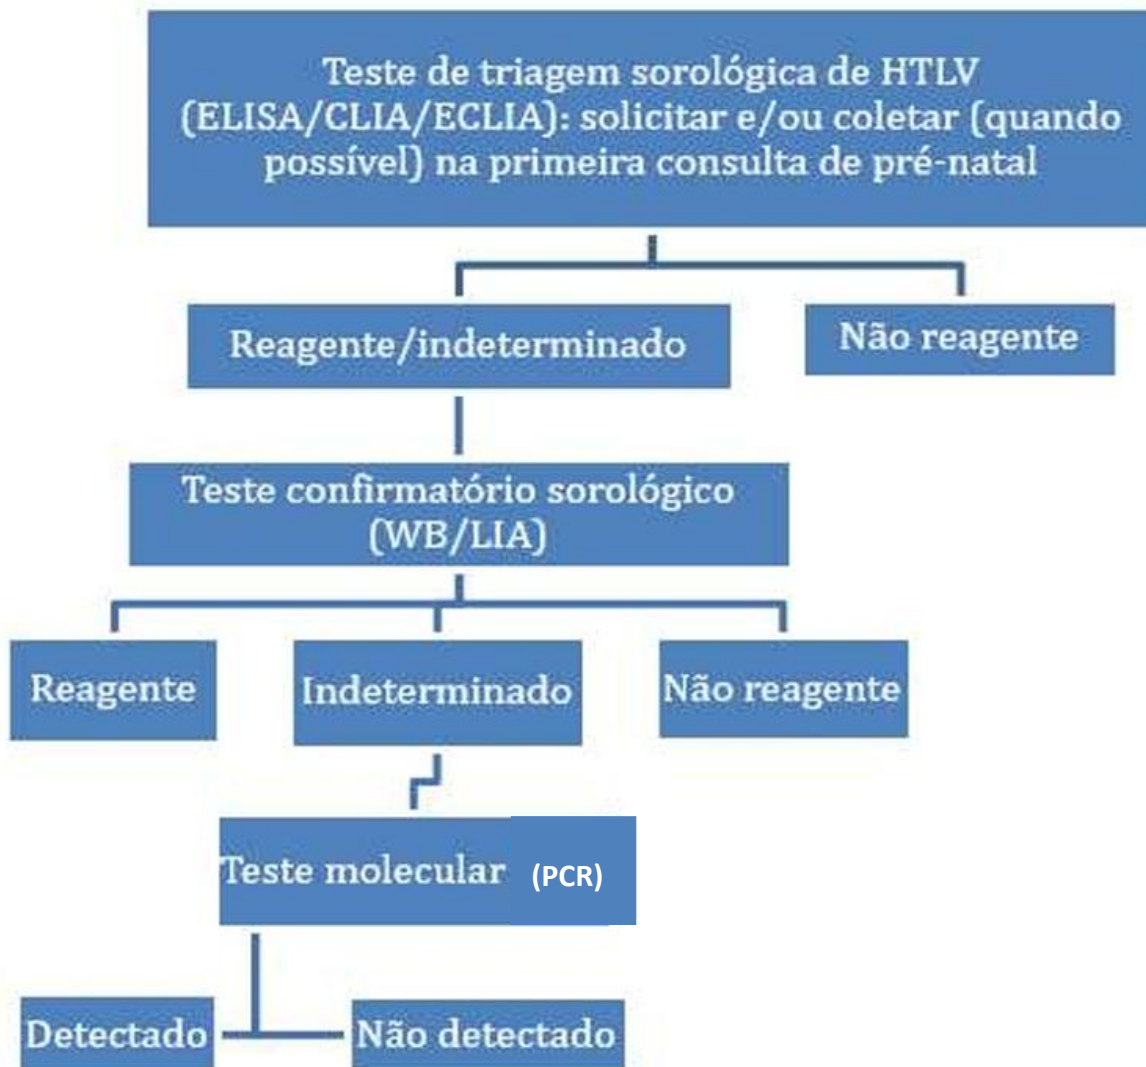 Teste de triagem sorológica de HTLV
(ELISA/CLIA/ECLIA): solicitar e/ou coletar (quando
possível) na primeira consulta de pré-natal
Reagente/indeterminado
Não reagente
Teste confirmatório sorológico
(WB/LIA)
Reagente
Indeterminado
Não reagente
Teste molecular (PCR)
Detectado
Não detectado